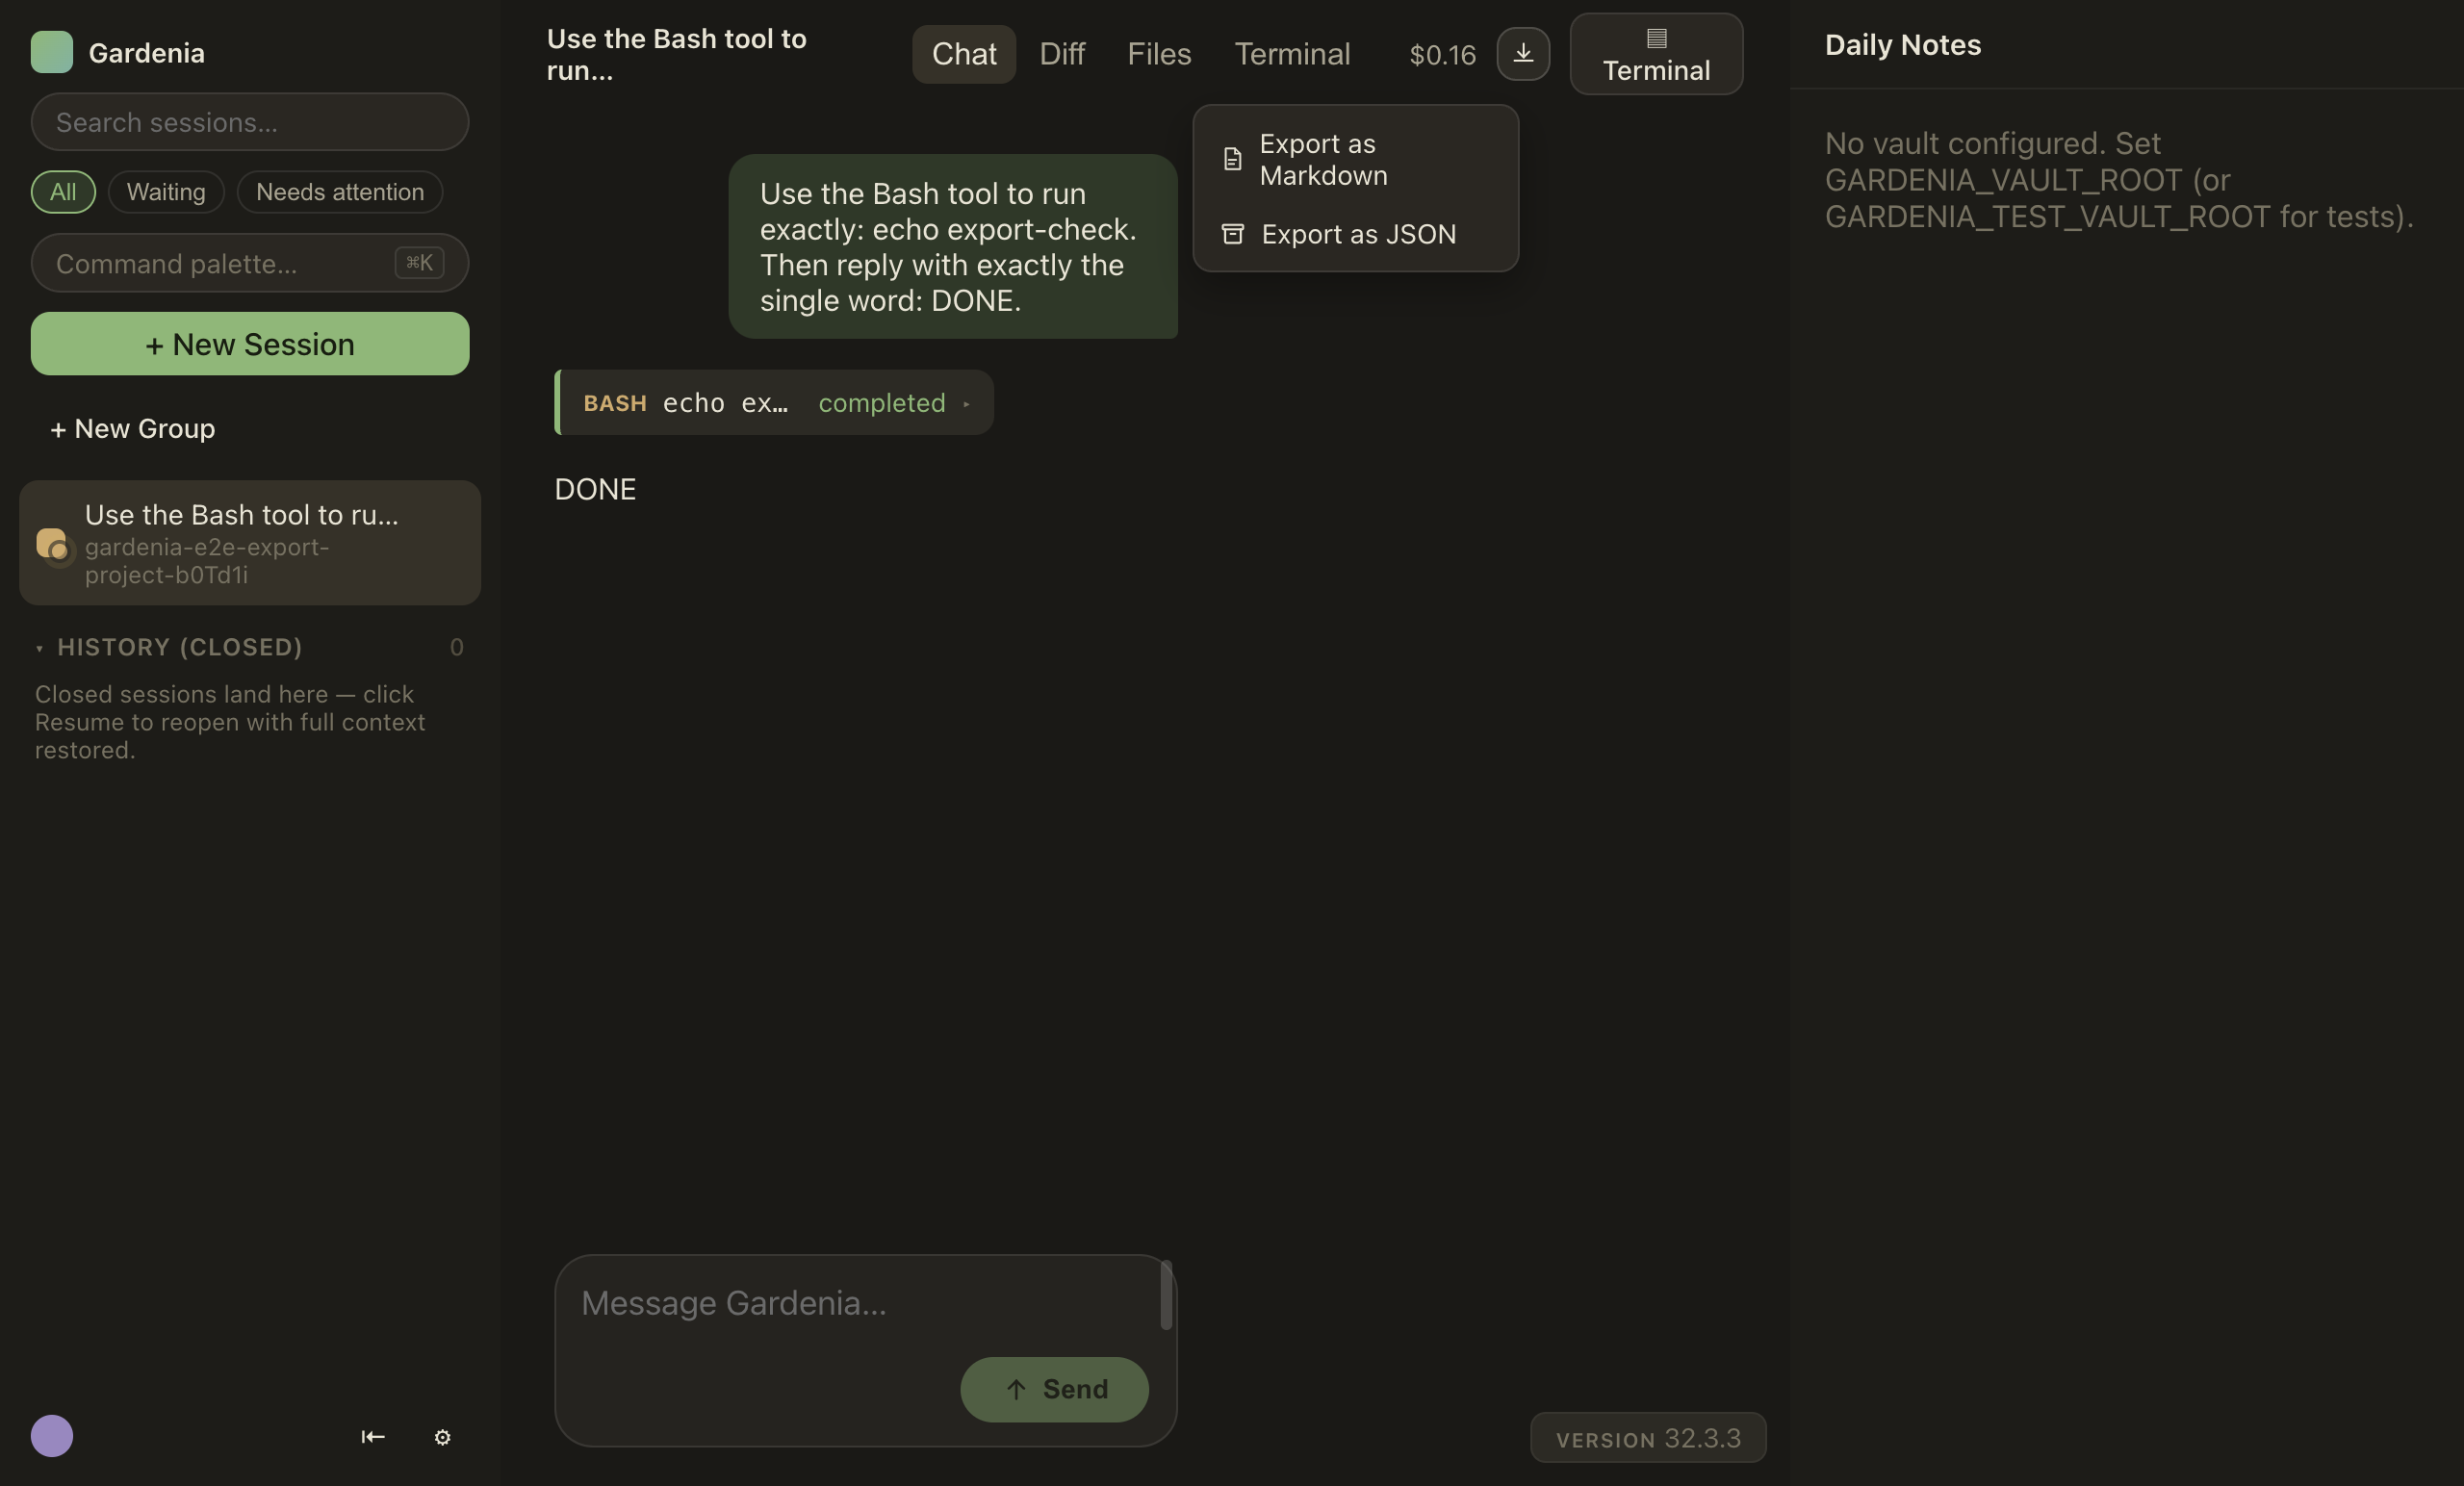 Gardenia
Search sessions...
All
Waiting
Needs attention
Command palette...
⌘K
+ New Session
+ New Group
Use the Bash tool to ru...
gardenia-e2e-export-
project-b0Td1i
HISTORY (CLOSED)
0
Closed sessions land here — click
Resume to reopen with full context
restored.
Use the Bash tool to
run...
Chat
Diff
Files
Terminal
$0.16
Terminal
Export as
Markdown
Export as JSON
Use the Bash tool to run
exactly: echo export-check.
Then reply with exactly the
single word: DONE.
BASH echo ex… completed
DONE
Message Gardenia...
Send
VERSION 32.3.3
Daily Notes
No vault configured. Set
GARDENIA_VAULT_ROOT (or
GARDENIA_TEST_VAULT_ROOT for tests).